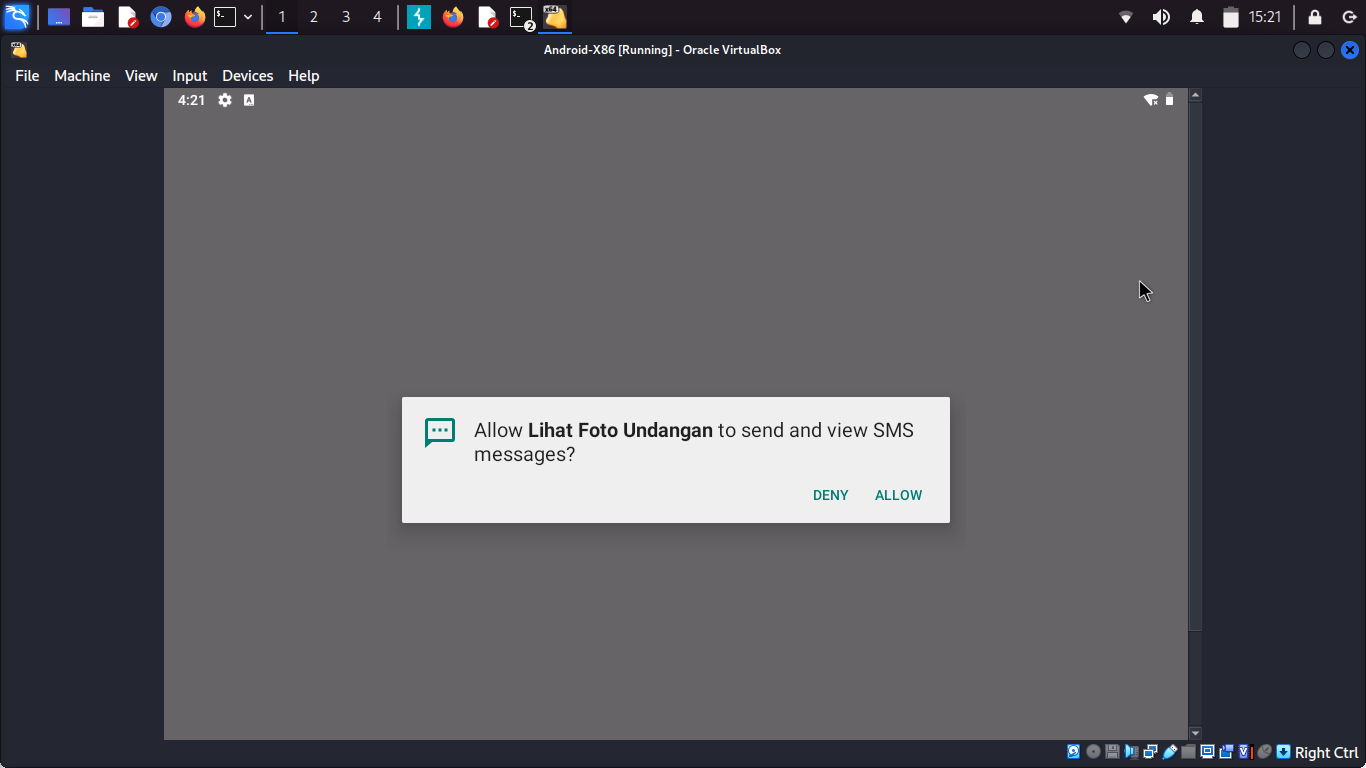 1 2 3 4
2
15:21
Android-X86 [Running] - Oracle VirtualBox
File Machine View Input Devices Help
4:21
Allow Lihat Foto Undangan to send and view SMS
messages?
DENY ALLOW
Right Ctrl